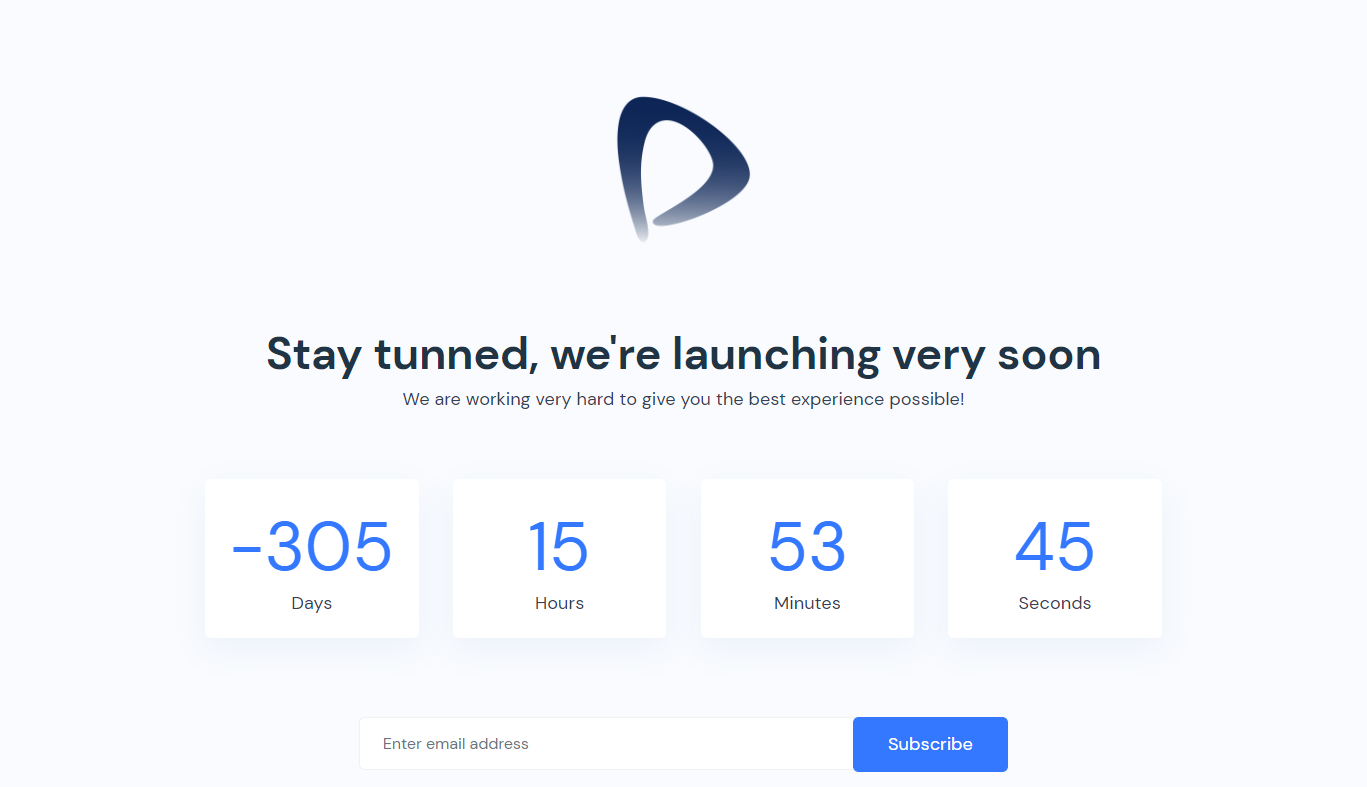 Stay tunned, we're launching very soon
We are working very hard to give you the best experience possible!
-305 15 53 45
Days Hours Minutes Seconds
Enter email address Subscribe